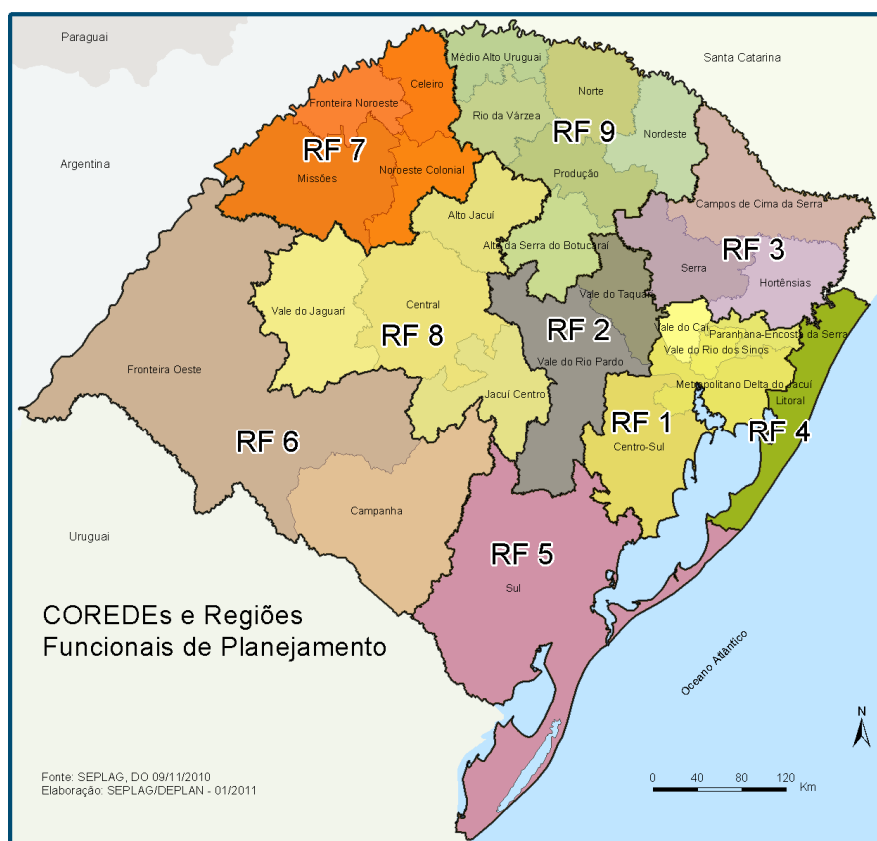 Paraguai
Santa Catarina
Médio Alto Uruguai
Celeiro
Norte
Fronteira Noroeste
Rio da Várzea
RF 9
Nordeste
RF 7
Argentina
Noroeste Colonial
Produção
Missões
Campos de Cima da Serra
Alto Jacuí
Alto da Serra do Botucaraí
RF 3
Serra
Hortênsias
Vale do Taquari
Vale do Jaguari
Central
RF 2
Vale do Caí
Paranhana-Encosta da Serra
RF 8
Vale do Rio dos Sinos
Vale do Rio Pardo
Fronteira Oeste
Metropolitano Delta do Jacuí
Jacuí Centro
Litoral
RF 1
RF 4
RF 6
Centro-Sul
Campanha
Uruguai
RF 5
Sul
COREDEs e Regiões
Funcionais de Planejamento
Oceano Atlântico
N
Fonte: SEPLAG, DO 09/11/2010
Elaboração: SEPLAG/DEPLAN - 01/2011
0 40 80 120
Km